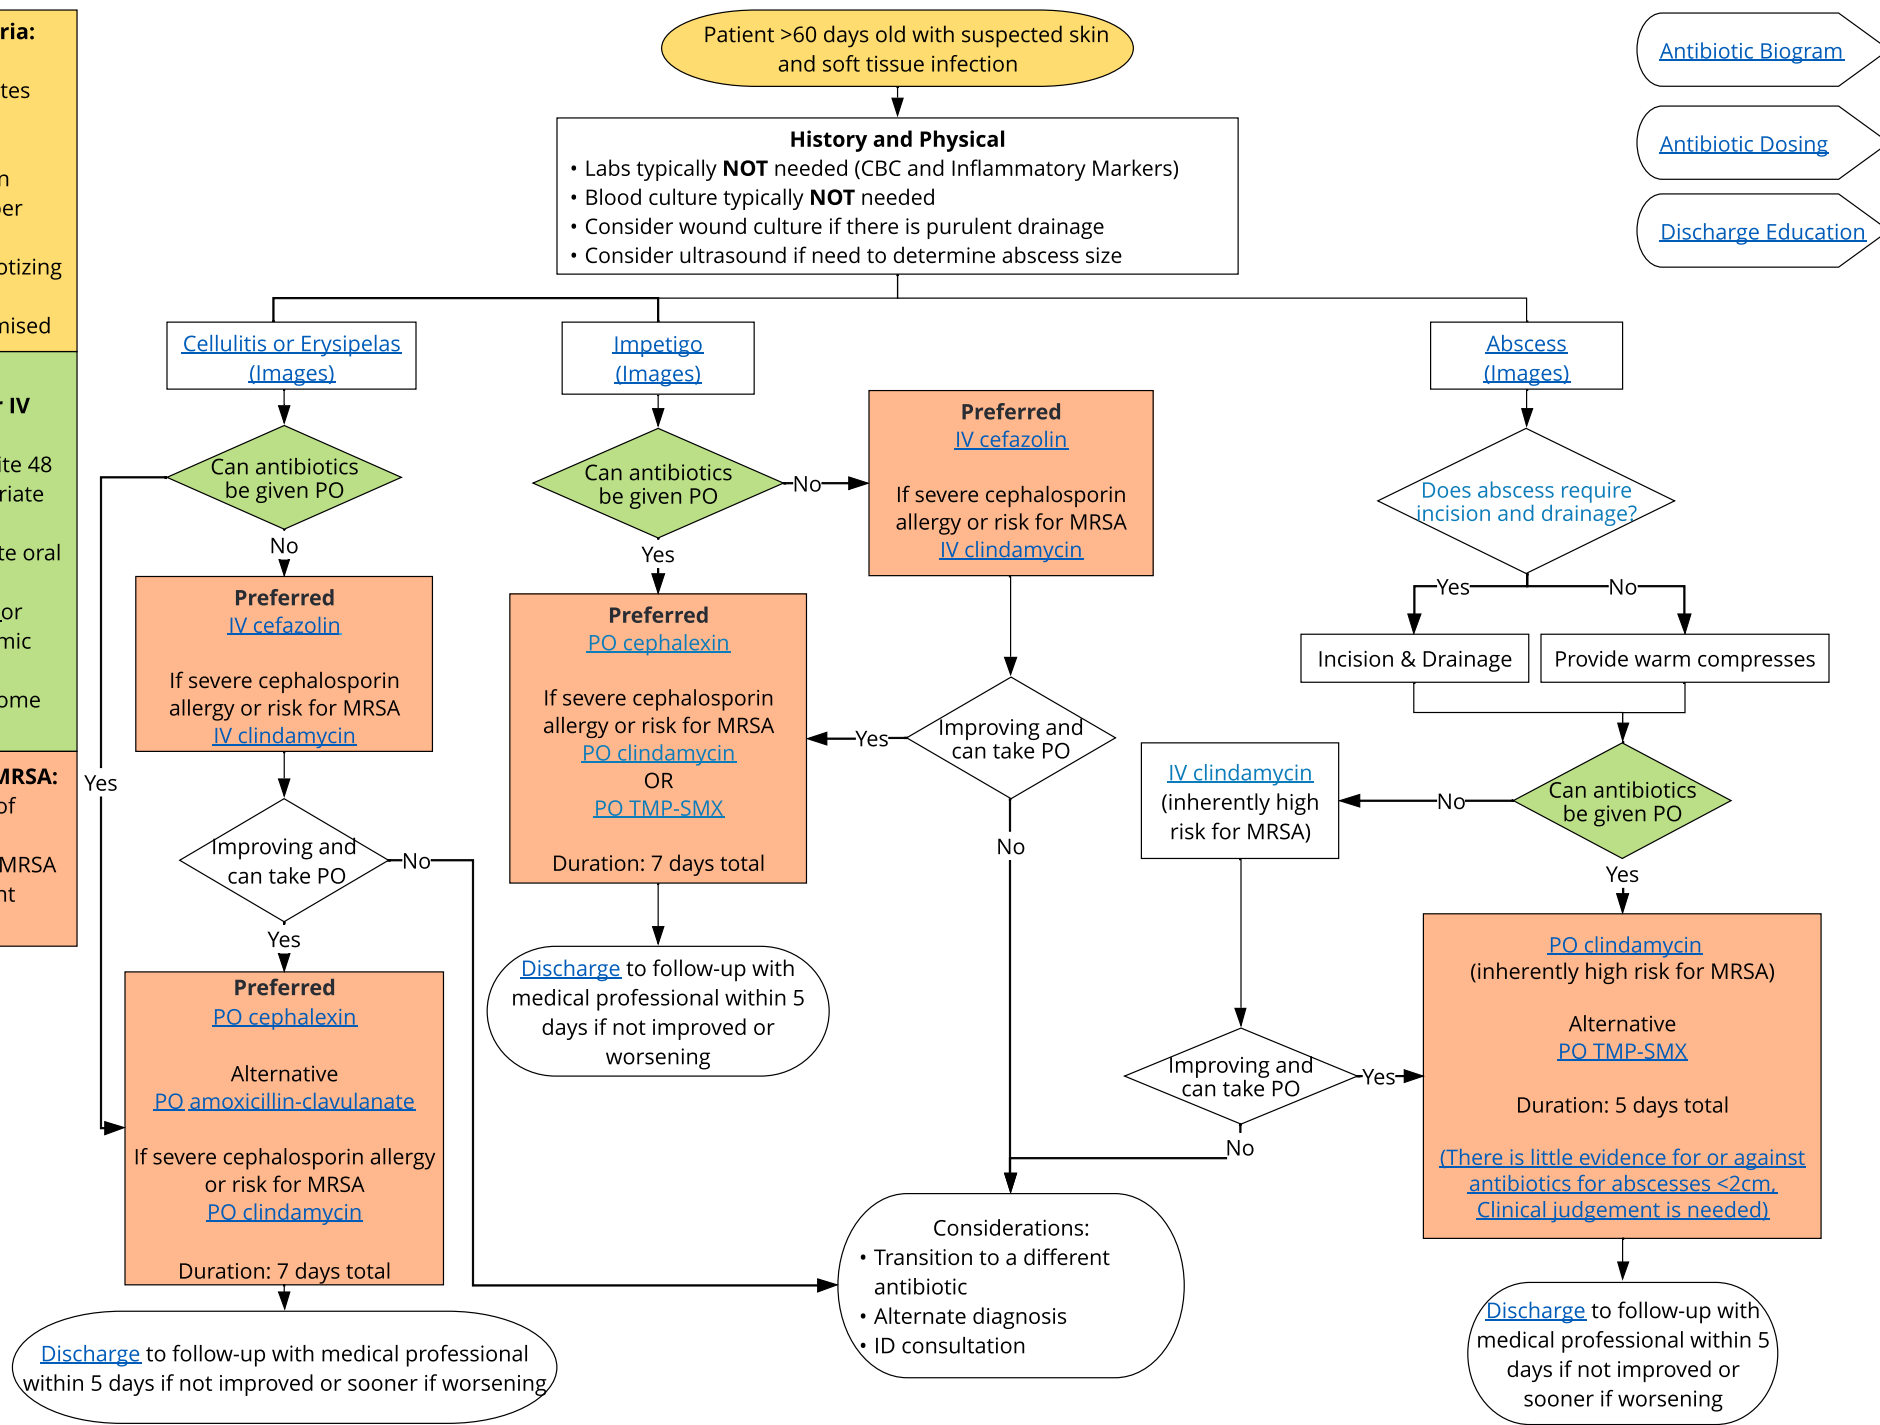 Patient >60 days old with suspected skin
and soft tissue infection
Antibiotic Biogram
Antibiotic Dosing
Discharge Education
History and Physical
• Labs typically NOT needed (CBC and Inflammatory Markers)
• Blood culture typically NOT needed
• Consider wound culture if there is purulent drainage
• Consider ultrasound if need to determine abscess size
ria:
tes
n
per
otizing
mised
r IV
ite 48
riate
te oral
or
mic
ome
MRSA:
of
MRSA
nt
Cellulitis or Erysipelas
(Images)
Can antibiotics
be given PO
No
Yes
Preferred
IV cefazolin
If severe cephalosporin
allergy or risk for MRSA
IV clindamycin
Improving and
can take PO
No
Yes
Preferred
PO cephalexin
Alternative
PO amoxicillin-clavulanate
If severe cephalosporin allergy
or risk for MRSA
PO clindamycin
Duration: 7 days total
Discharge to follow-up with medical professional
within 5 days if not improved or sooner if worsening
Impetigo
(Images)
Can antibiotics
be given PO
No
Yes
Preferred
IV cefazolin
If severe cephalosporin
allergy or risk for MRSA
IV clindamycin
Improving and
can take PO
Yes
No
Preferred
PO cephalexin
If severe cephalosporin
allergy or risk for MRSA
PO clindamycin
OR
PO TMP-SMX
Duration: 7 days total
Discharge to follow-up with
medical professional within 5
days if not improved or
worsening
Abscess
(Images)
Does abscess require
incision and drainage?
Yes
No
Incision & Drainage
Provide warm compresses
Can antibiotics
be given PO
No
Yes
IV clindamycin
(inherently high
risk for MRSA)
Improving and
can take PO
Yes
No
PO clindamycin
(inherently high risk for MRSA)
Alternative
PO TMP-SMX
Duration: 5 days total
(There is little evidence for or against
antibiotics for abscesses <2cm,
Clinical judgement is needed)
Discharge to follow-up with
medical professional within 5
days if not improved or
sooner if worsening
Considerations:
• Transition to a different
antibiotic
• Alternate diagnosis
• ID consultation